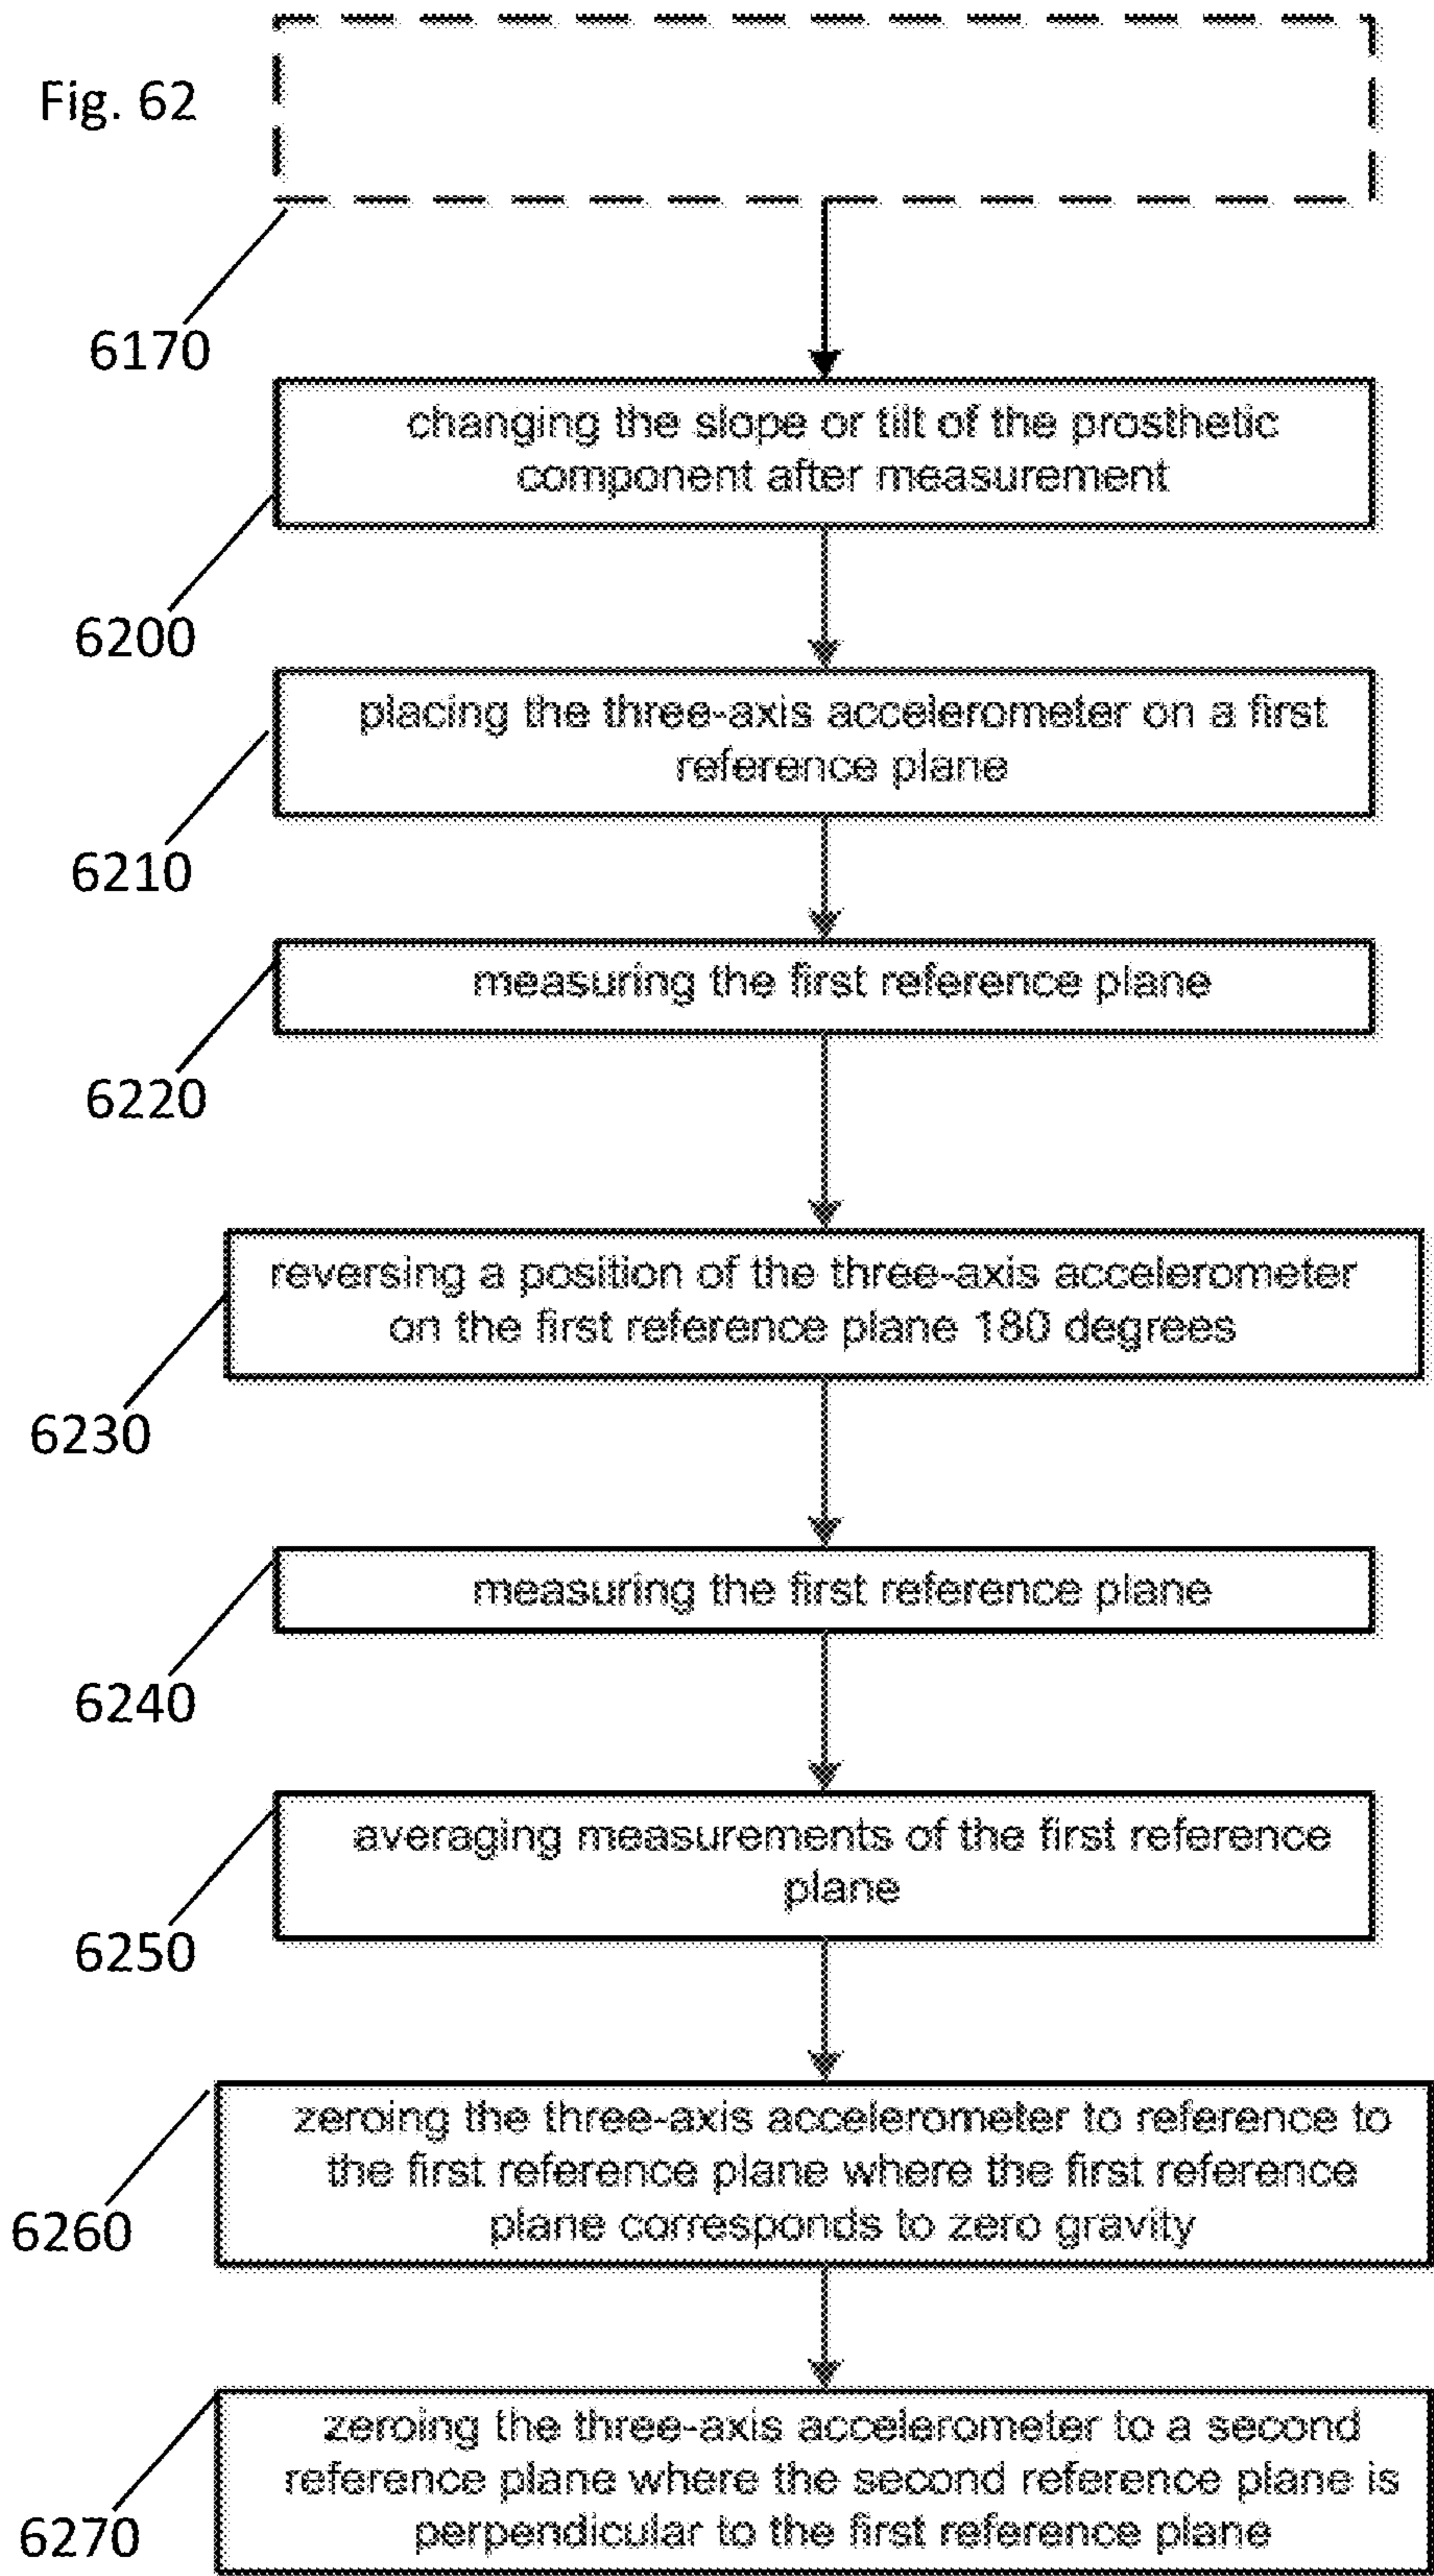 Fig. 62
6170
changing the slope or tilt of the prosthetic
component after measurement
6200
placing the three-axis accelerometer on a first
reference plane
6210
measuring the first reference plane
6220
reversing a position of the three-axis accelerometer
on the first reference plane 180 degrees
6230
measuring the first reference plane
6240
averaging measurements of the first reference
plane
6250
zeroing the three-axis accelerometer to reference to
the first reference plane where the first reference
plane corresponds to zero gravity
6260
zeroing the three-axis accelerometer to a second
reference plane where the second reference plane is
perpendicular to the first reference plane
6270